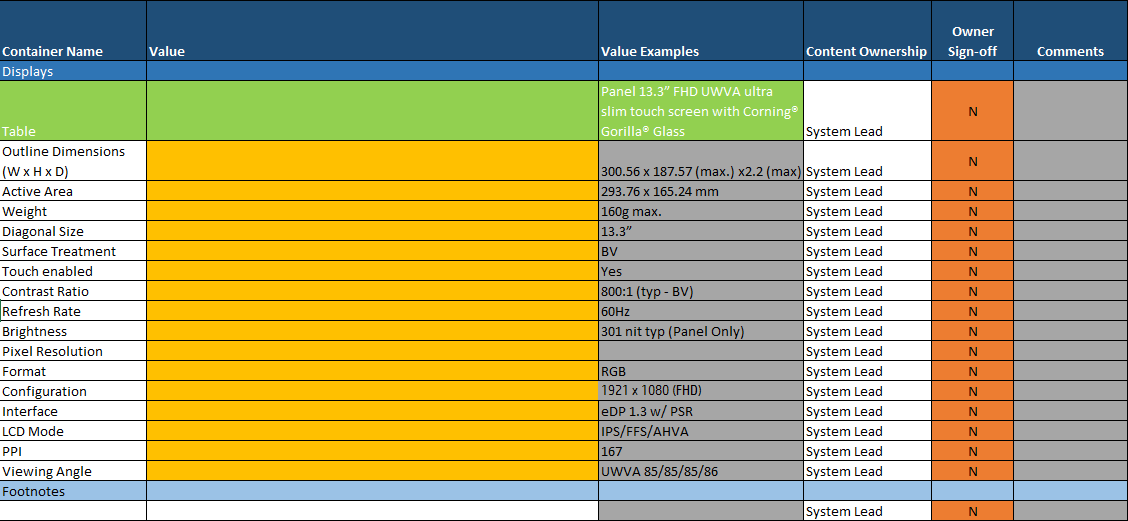 Container Name Value Value Examples Content Ownership Owner Sign-off Comments
Displays
Table Panel 13.3” FHD UWVA ultra slim touch screen with Corning® Gorilla® Glass System Lead N
Outline Dimensions (W x H x D) 300.56 x 187.57 (max.) x2.2 (max) System Lead N
Active Area 293.76 x 165.24 mm System Lead N
Weight 160g max. System Lead N
Diagonal Size 13.3” System Lead N
Surface Treatment BV System Lead N
Touch enabled Yes System Lead N
Contrast Ratio 800:1 (typ - BV) System Lead N
Refresh Rate 60Hz System Lead N
Brightness 301 nit typ (Panel Only) System Lead N
Pixel Resolution System Lead N
Format RGB System Lead N
Configuration 1921 x 1080 (FHD) System Lead N
Interface eDP 1.3 w/ PSR System Lead N
LCD Mode IPS/FFS/AHVA System Lead N
PPI 167 System Lead N
Viewing Angle UWVA 85/85/85/86 System Lead N
Footnotes
System Lead N